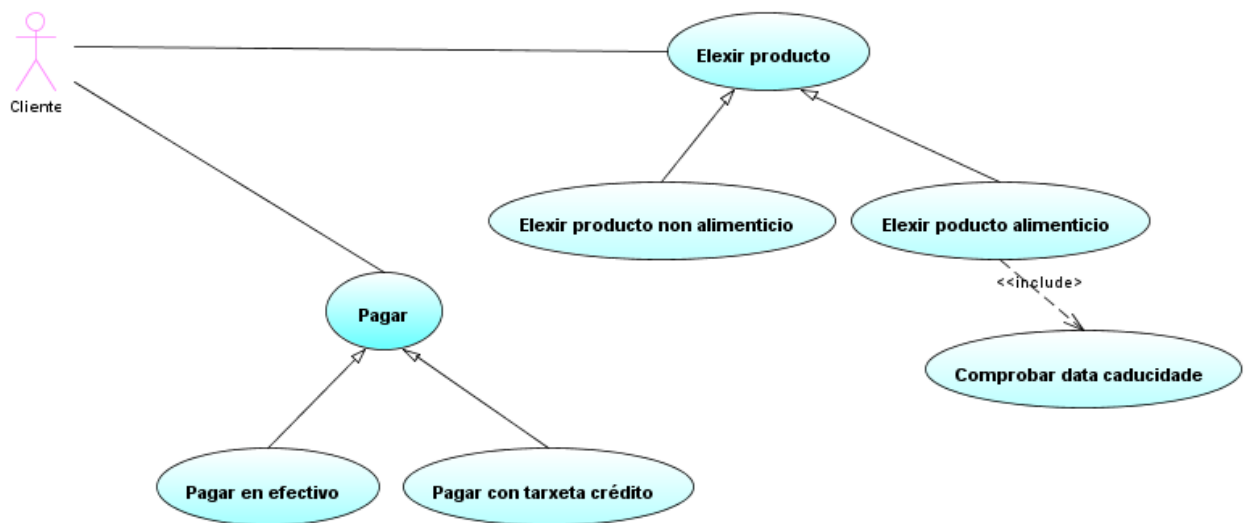 Elexir producto
Cliente
Elexir producto non alimenticio
Elexir poducto alimenticio
<<include>
Pagar
Comprobar data caducidade
Pagar en efectivo
Pagar con tarxeta crédito